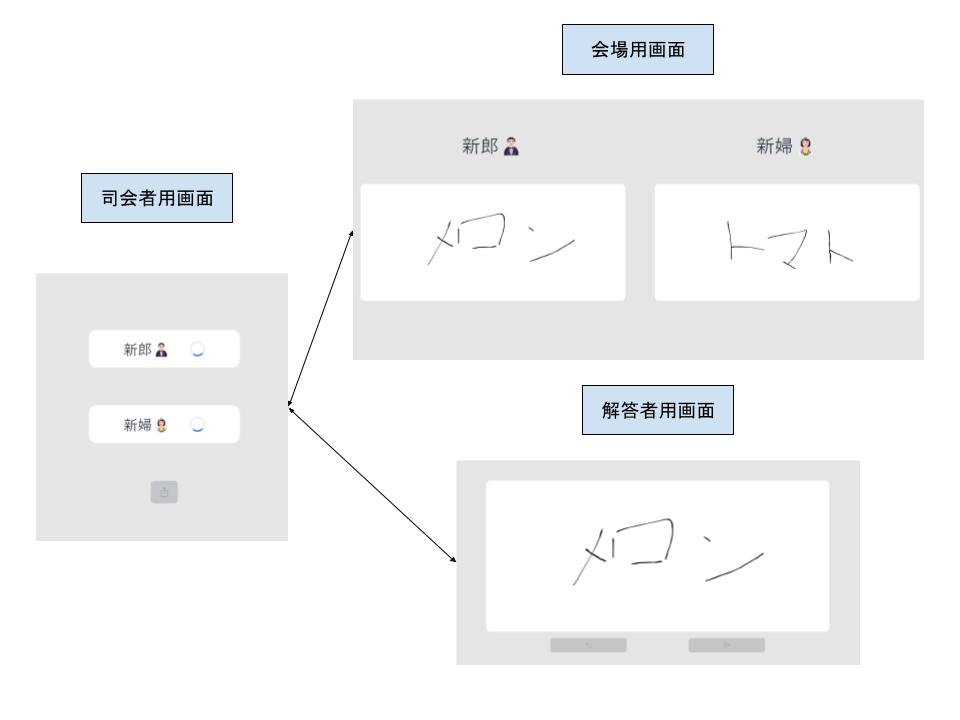 会場用画面
新郎🤵 新婦👰
メロン トマト
司会者用画面
新郎🤵
新婦👰
解答者用画面
メロン